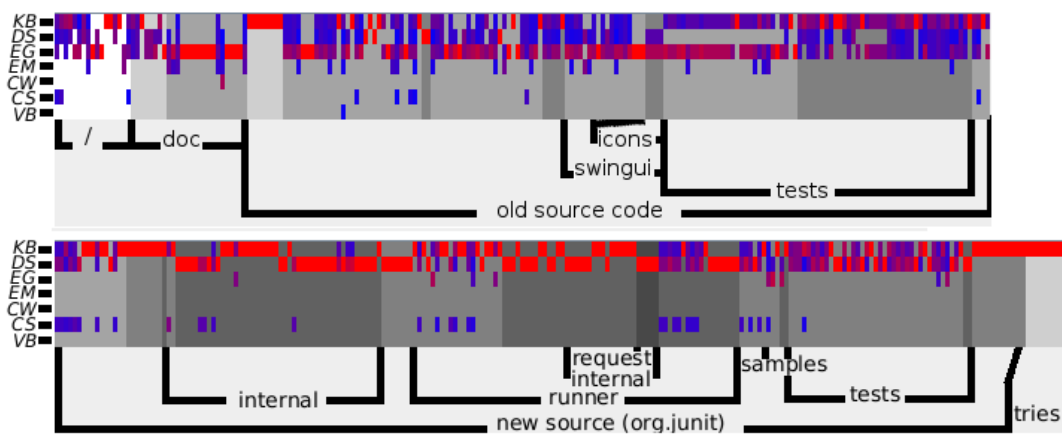 KB
DS
EG
EM
CW
CS
VB
/
doc
icons
swingui
tests
old source code
KB
DS
EG
EM
CW
CS
VB
request
samples
internal
internal
runner
tests
new source (org.junit)
tries